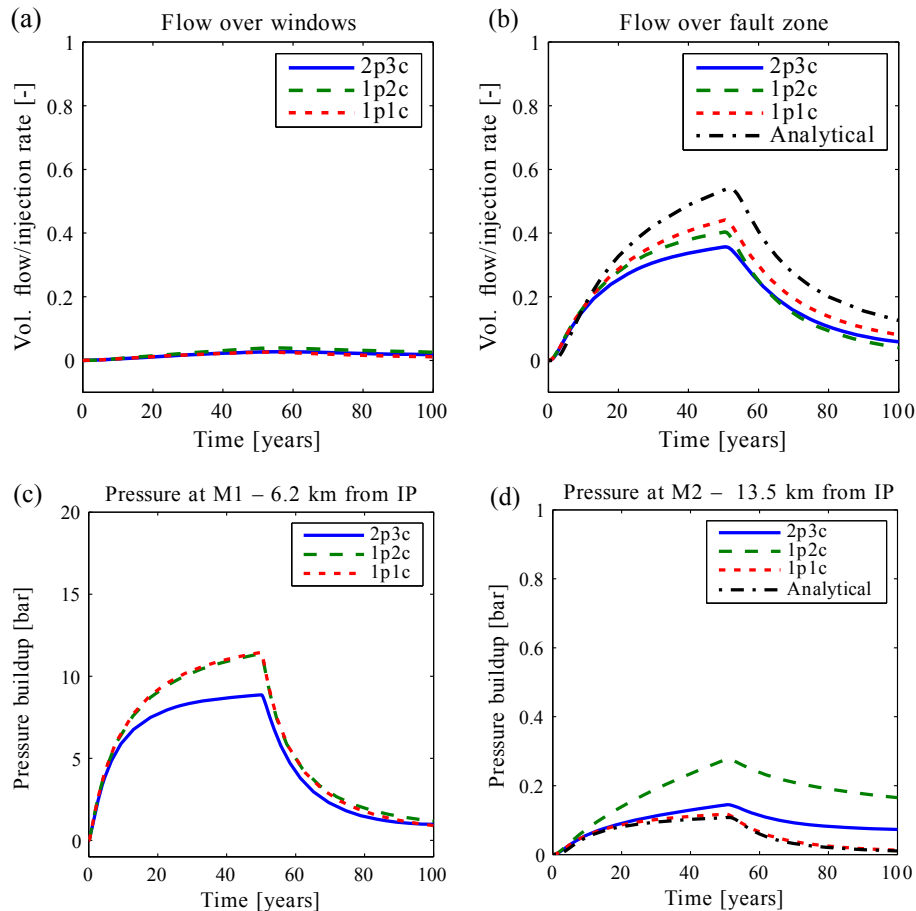 (a)
Flow over windows
1
0.8
0.6
0.4
0.2
0
Vol. flow/injection rate [-]
2p3c
1p2c
1p1c
0 20 40 60 80 100
Time [years]
(b)
Flow over fault zone
1
0.8
0.6
0.4
0.2
0
Vol. flow/injection rate [-]
2p3c
1p2c
1p1c
Analytical
0 20 40 60 80 100
Time [years]
(c)
Pressure at M1 – 6.2 km from IP
20
15
10
5
0
Pressure buildup [bar]
2p3c
1p2c
1p1c
0 20 40 60 80 100
Time [years]
(d)
Pressure at M2 – 13.5 km from IP
1
0.8
0.6
0.4
0.2
0
Pressure buildup [bar]
2p3c
1p2c
1p1c
Analytical
0 20 40 60 80 100
Time [years]